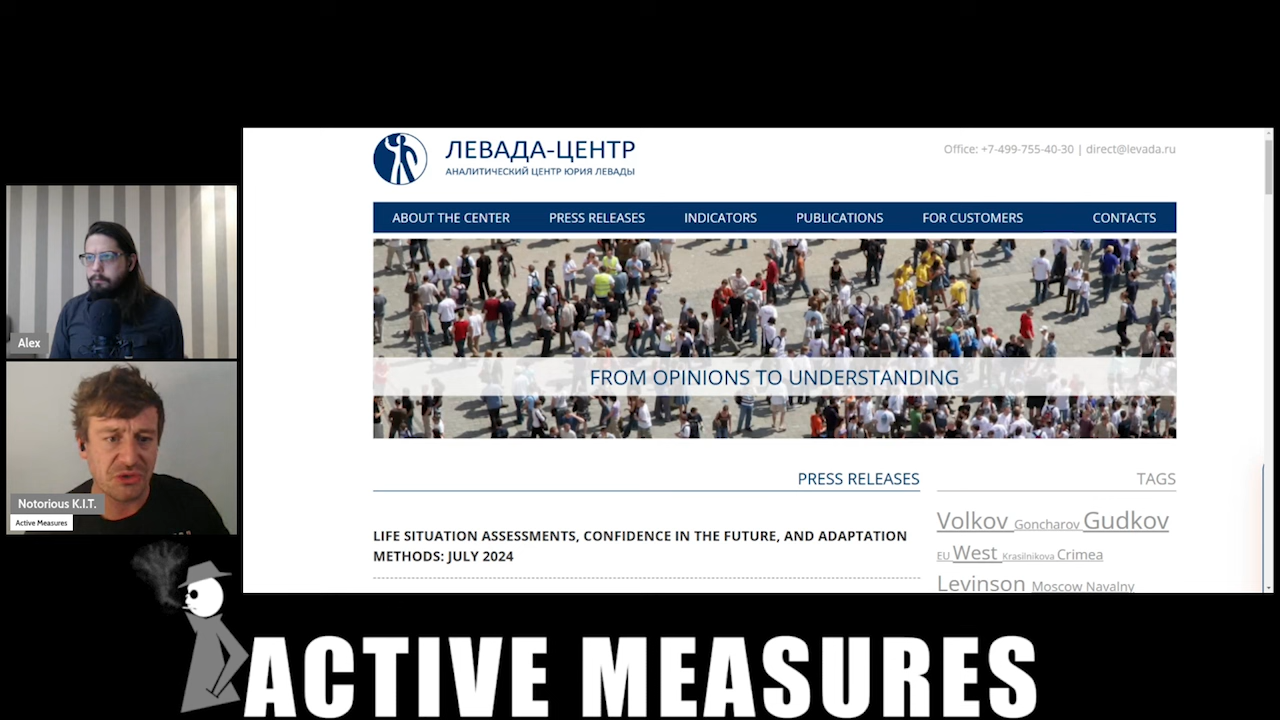 ЛЕВАДА-ЦЕНТР
АНАЛИТИЧЕСКИЙ ЦЕНТР ЮРИЯ ЛЕВАДЫ
Office: +7-499-755-40-30 | direct@levada.ru
ABOUT THE CENTER PRESS RELEASES INDICATORS PUBLICATIONS FOR CUSTOMERS CONTACTS
FROM OPINIONS TO UNDERSTANDING
PRESS RELEASES
LIFE SITUATION ASSESSMENTS, CONFIDENCE IN THE FUTURE, AND ADAPTATION
METHODS: JULY 2024
TAGS
Volkov Goncharov Gudkov
EU West Krasilnikova Crimea
Levinson Moscow Navalny
Alex
Notorious K.I.T.
Active Measures
ACTIVE MEASURES